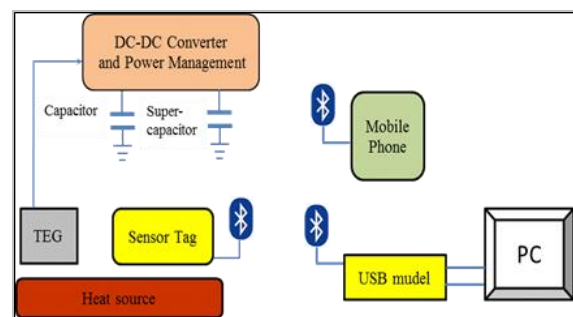 DC-DC Converter
and Power Management
Capacitor
Super-
capacitor
Mobile
Phone
TEG
Sensor Tag
USB mudel
PC
Heat source